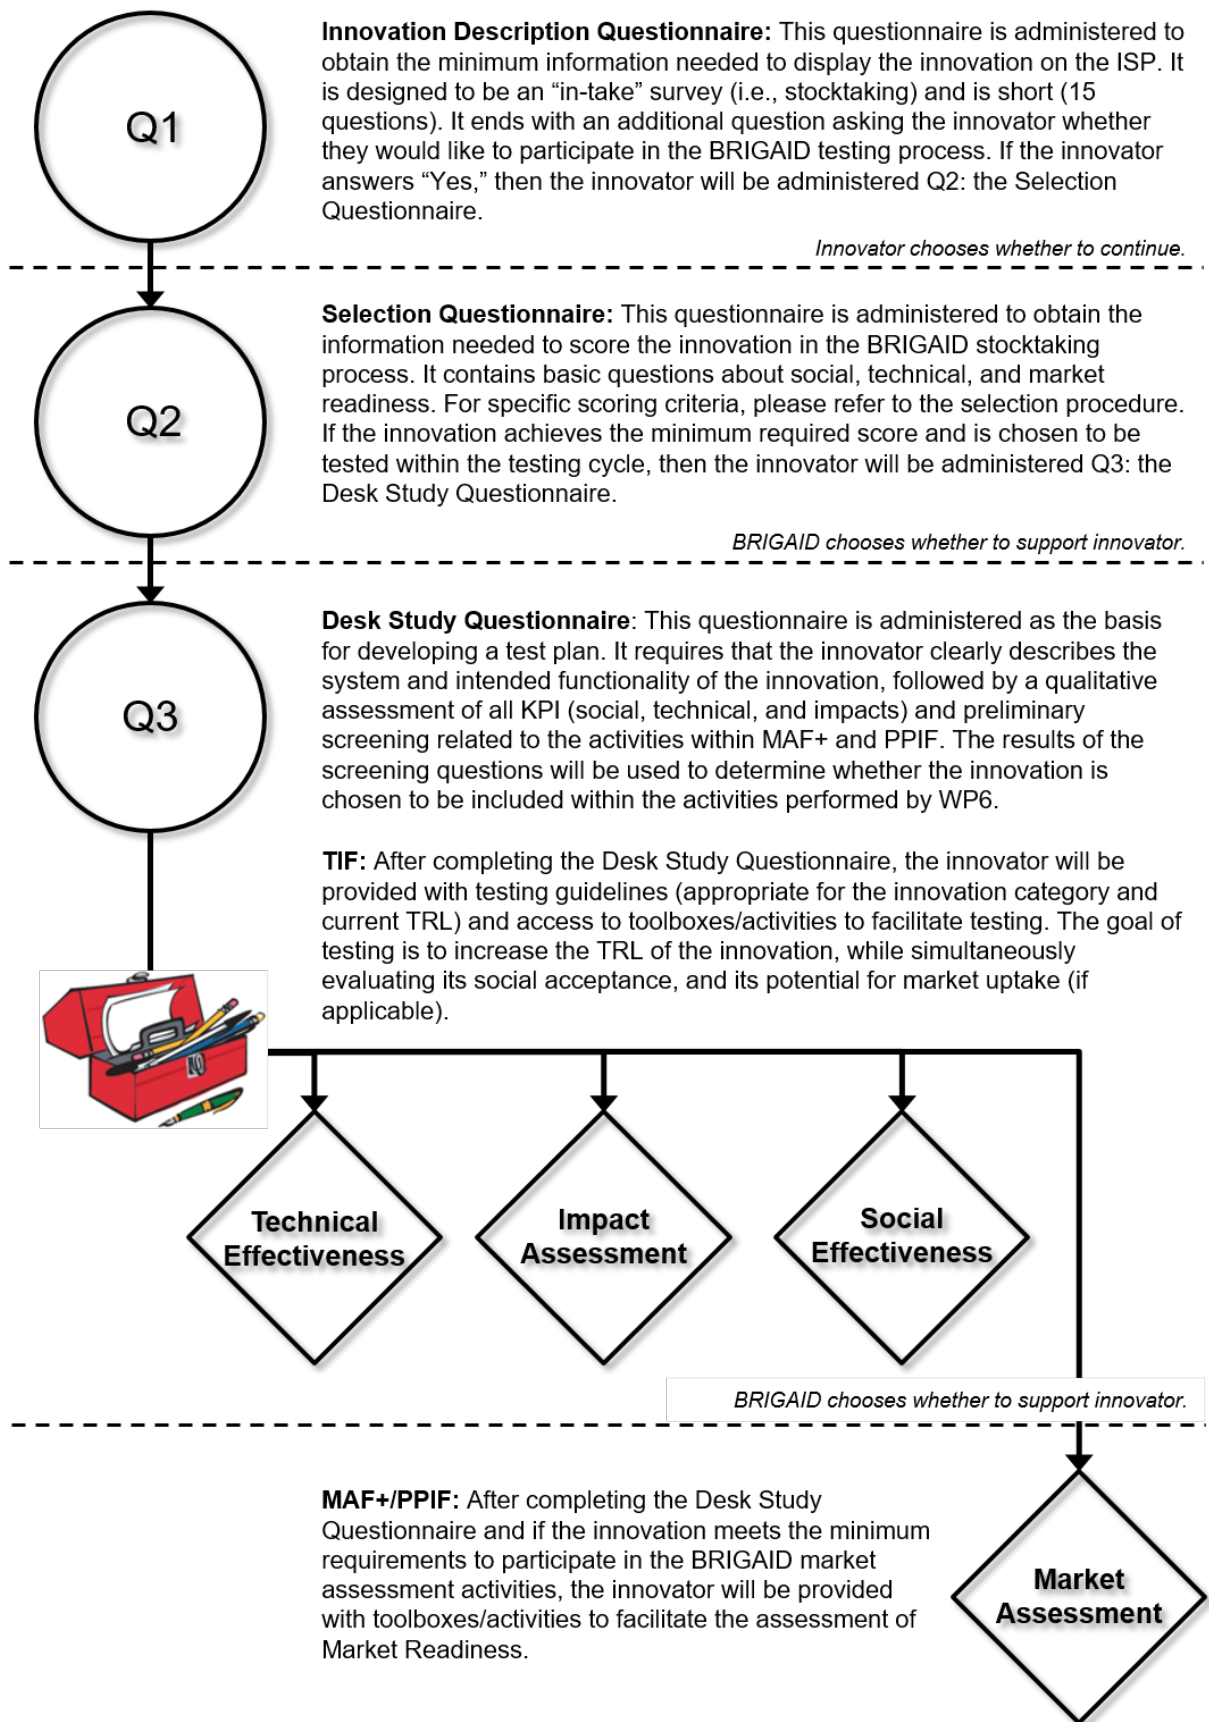 Q1
Innovation Description Questionnaire: This questionnaire is administered to
obtain the minimum information needed to display the innovation on the ISP. It
is designed to be an “in-take” survey (i.e., stocktaking) and is short (15
questions). It ends with an additional question asking the innovator whether
they would like to participate in the BRIGAID testing process. If the innovator
answers “Yes,” then the innovator will be administered Q2: the Selection
Questionnaire.
Innovator chooses whether to continue.
Q2
Selection Questionnaire: This questionnaire is administered to obtain the
information needed to score the innovation in the BRIGAID stocktaking
process. It contains basic questions about social, technical, and market
readiness. For specific scoring criteria, please refer to the selection procedure.
If the innovation achieves the minimum required score and is chosen to be
tested within the testing cycle, then the innovator will be administered Q3: the
Desk Study Questionnaire.
BRIGAID chooses whether to support innovator.
Q3
Desk Study Questionnaire: This questionnaire is administered as the basis
for developing a test plan. It requires that the innovator clearly describes the
system and intended functionality of the innovation, followed by a qualitative
assessment of all KPI (social, technical, and impacts) and preliminary
screening related to the activities within MAF+ and PPIF. The results of the
screening questions will be used to determine whether the innovation is
chosen to be included within the activities performed by WP6.
TIF: After completing the Desk Study Questionnaire, the innovator will be
provided with testing guidelines (appropriate for the innovation category and
current TRL) and access to toolboxes/activities to facilitate testing. The goal of
testing is to increase the TRL of the innovation, while simultaneously
evaluating its social acceptance, and its potential for market uptake (if
applicable).
Technical
Effectiveness
Impact
Assessment
Social
Effectiveness
BRIGAID chooses whether to support innovator.
MAF+/PPIF: After completing the Desk Study
Questionnaire and if the innovation meets the minimum
requirements to participate in the BRIGAID market
assessment activities, the innovator will be provided
with toolboxes/activities to facilitate the assessment of
Market Readiness.
Market
Assessment